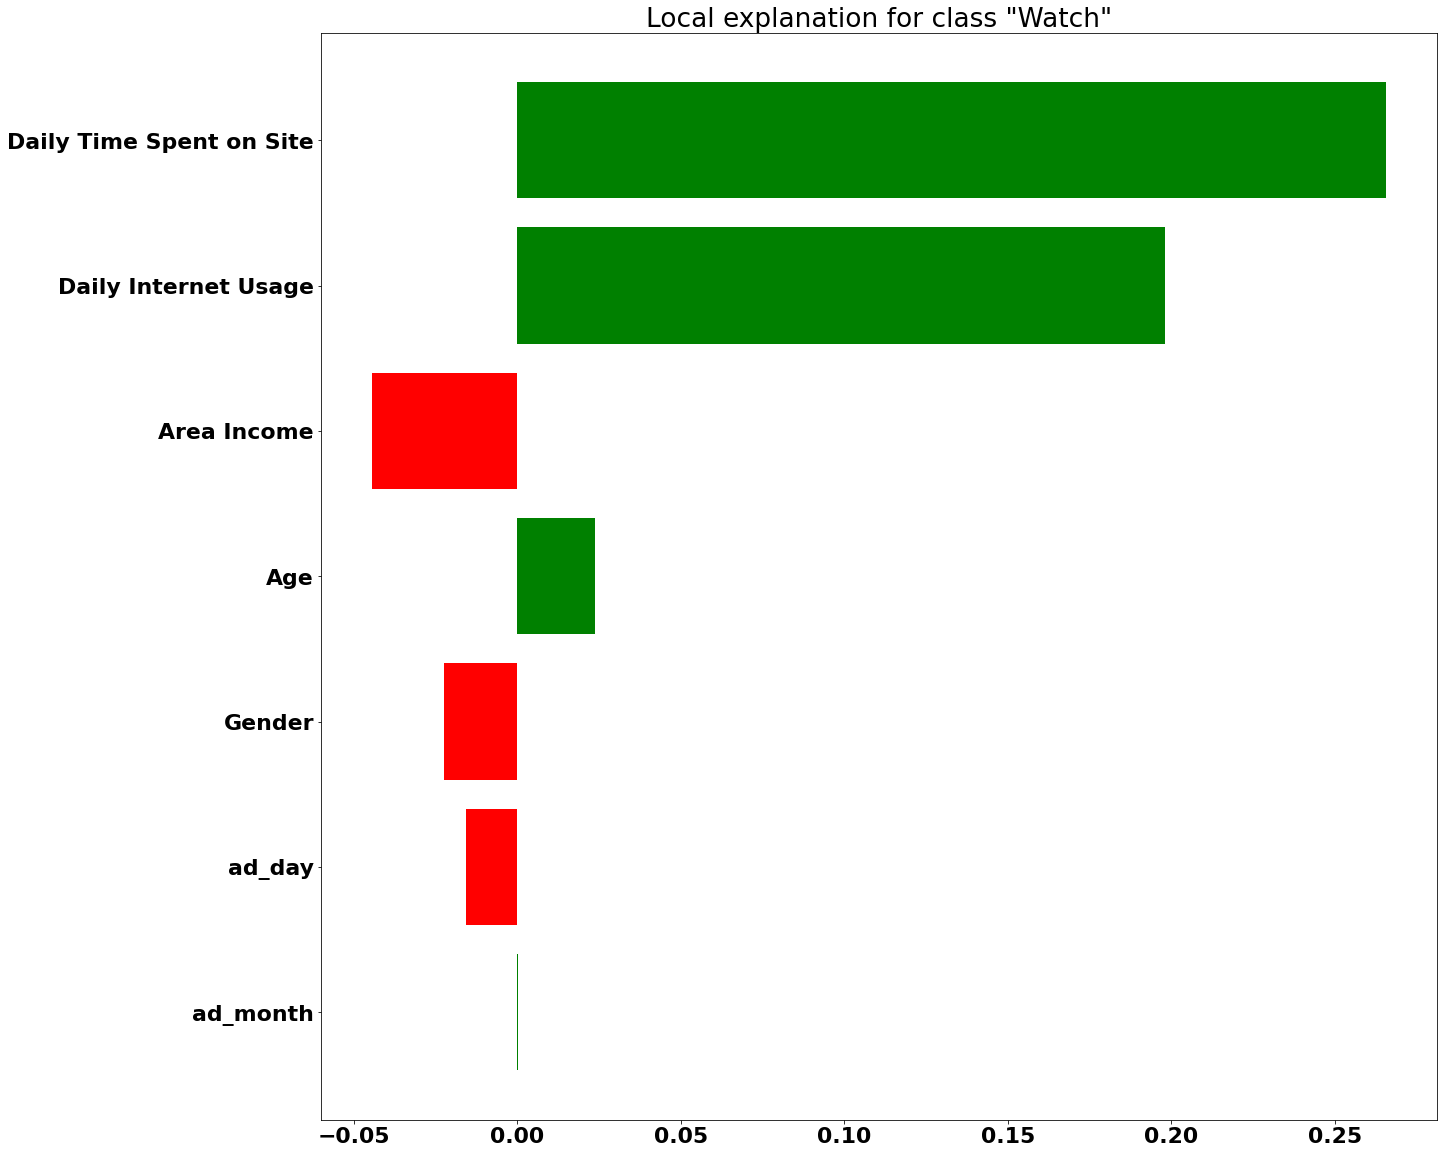 Local explanation for class "Watch"
Daily Time Spent on Site
Daily Internet Usage
Area Income
Age
Gender
ad_day
ad_month
−0.05 0.00 0.05 0.10 0.15 0.20 0.25